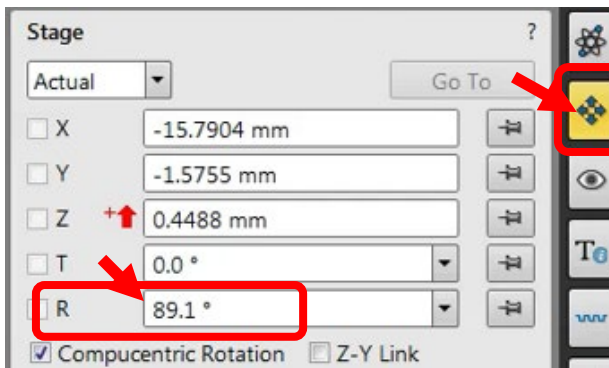 Stage ?
Actual Go To
X -15.7904 mm
Y -1.5755 mm
Z + 0.4488 mm
T 0.0 °
R 89.1 °
Compucentric Rotation Z-Y Link
T